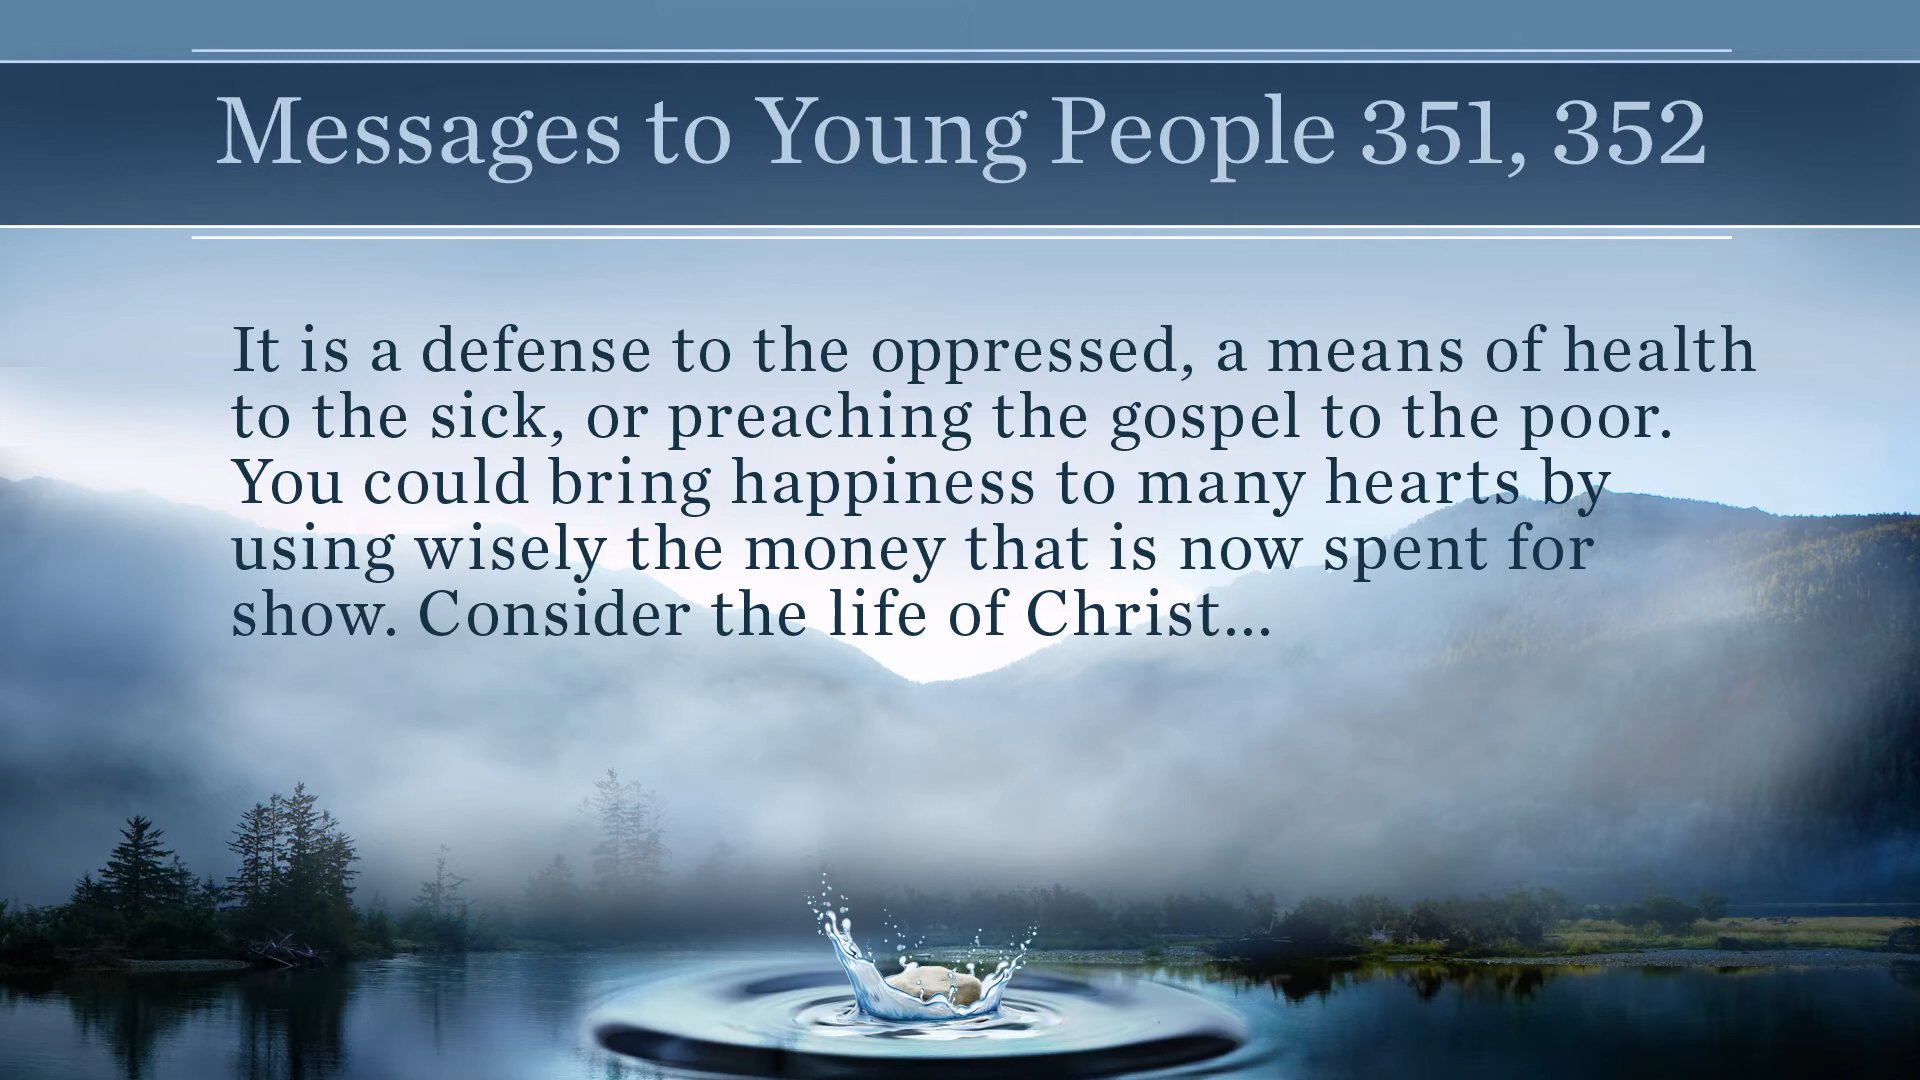 Messages to Young People 351, 352
It is a defense to the oppressed, a means of health
to the sick, or preaching the gospel to the poor.
You could bring happiness to many hearts by
using wisely the money that is now spent for
show. Consider the life of Christ...